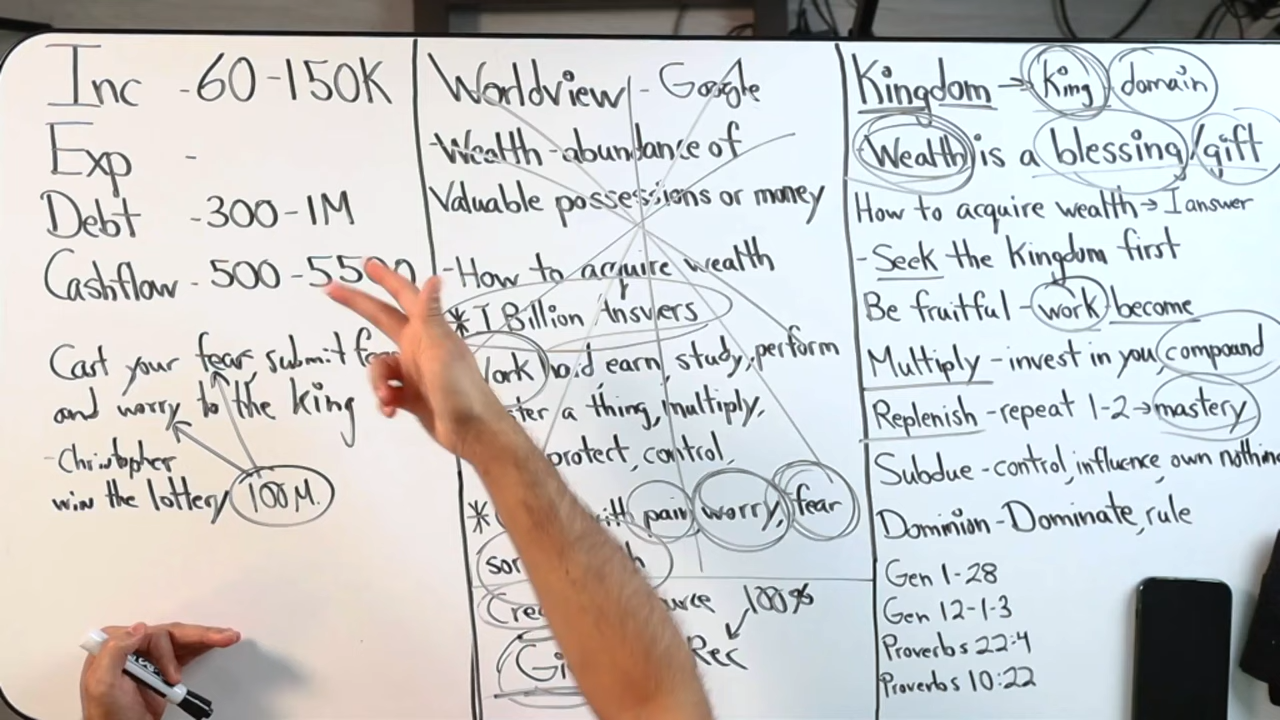 Inc - 60-150K
Exp -
Debt - 300-1M
Cashflow - 500-5500
Cast your fear, submit
and worry to the king
- Christopher
win the lottery 100M.
Worldview - Google
- Wealth - abundance of
Valuable possessions or money
- How to acquire wealth
* 1 Billion Answers
hard earn, study, perform
a thing, multiply,
protect, control,
* pain, worry, fear
100%
Rec
Kingdom → King domain
Wealth is a blessing/gift
How to acquire wealth → 1 answer
- Seek the Kingdom first
Be fruitful - work become
Multiply - invest in you, compound
Replenish - repeat 1-2 → mastery
Subdue - control, influence, own nothing
Dominion - Dominate, rule
Gen 1-28
Gen 12-1-3
Proverbs 22:4
Proverbs 10:22